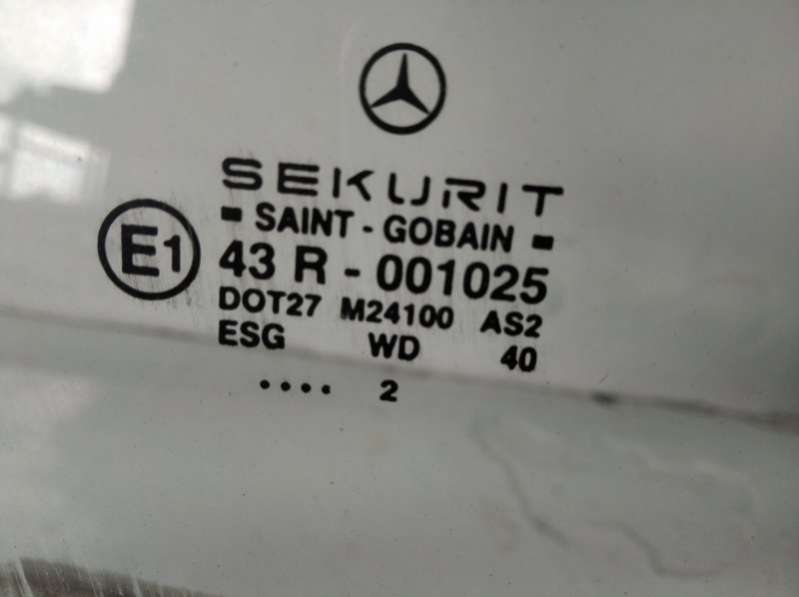 SEKURIT
- SAINT - GOBAIN -
E1
43 R - 001025
DOT27 M24100 AS2
ESG WD 40
.... 2